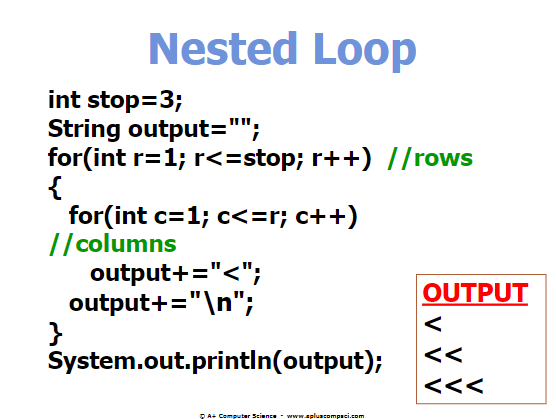 Nested Loop
int stop=3;
String output="";
for(int r=1; r<=stop; r++)  //rows
{
   for(int c=1; c<=r; c++)
//columns
      output+="<";
   output+="\n";
}
System.out.println(output);
OUTPUT
<
<<
<<<
© A+ Computer Science - www.apluscompsci.com